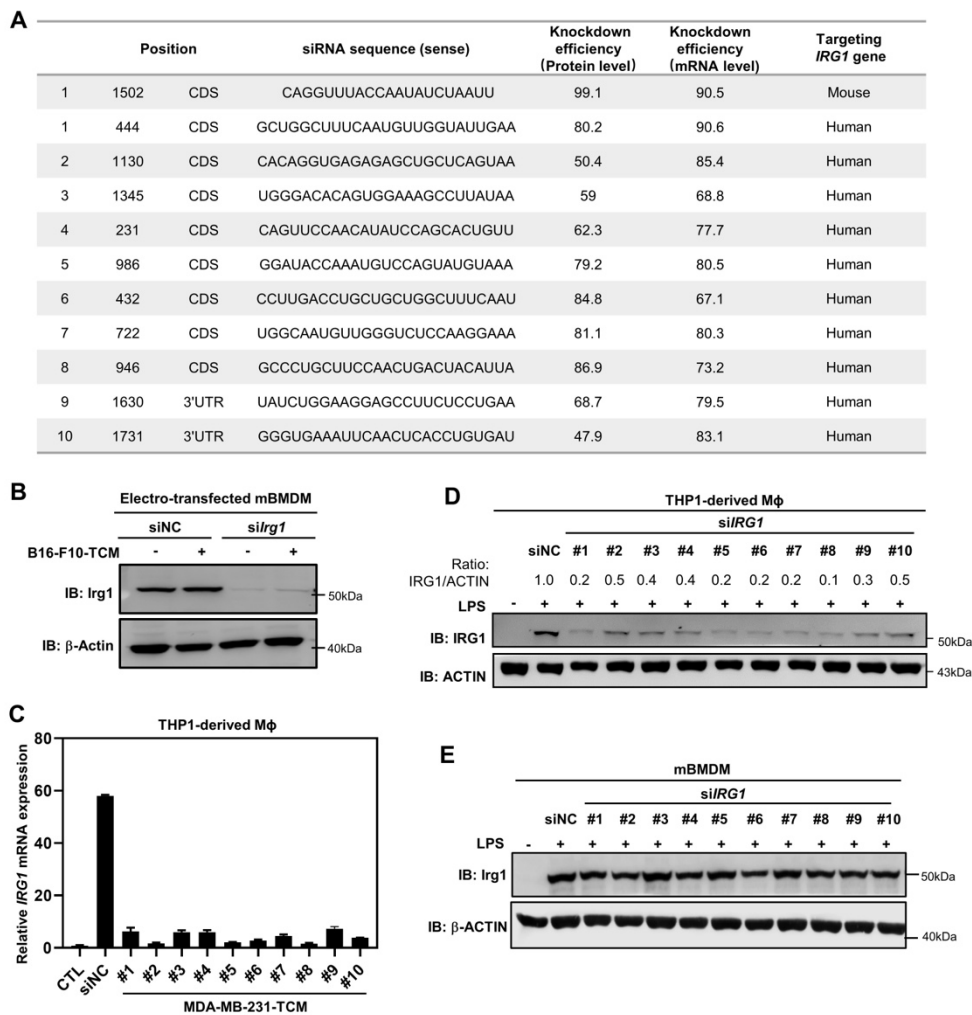 A
Position siRNA sequence (sense) Knockdown efficiency (Protein level) Knockdown efficiency (mRNA level) Targeting IRG1 gene
1 1502 CDS CAGGUUUACCAAUAUCUAAUU 99.1 90.5 Mouse
1 444 CDS GCUGGCUUUCAAUGUUGGUAUUGAA 80.2 90.6 Human
2 1130 CDS CACAGGUGAGAGAGCUGCUCAGUAA 50.4 85.4 Human
3 1345 CDS UGGGACACAGUGGAAAGCCUUAUAA 59 68.8 Human
4 231 CDS CAGUUCCAACAUAUCCAGCACUGUU 62.3 77.7 Human
5 986 CDS GGAUACCAAAUGUCCAGUAUGUAAA 79.2 80.5 Human
6 432 CDS CCUUGACCUGCUGCUGGCUUUCAAU 84.8 67.1 Human
7 722 CDS UGGCAAUGUUGGGUCUCCAAGGAAA 81.1 80.3 Human
8 946 CDS GCCCUGCUUCCAACUGACUACAUUA 86.9 73.2 Human
9 1630 3'UTR UAUCUGGAAGGAGCCUUCUCCUGAA 68.7 79.5 Human
10 1731 3'UTR GGGUGAAAUUCAACUCACCUGUGAU 47.9 83.1 Human
B
Electro-transfected mBMDM
siNC siIrg1
B16-F10-TCM - + - +
IB: Irg1 50kDa
IB: β-Actin 40kDa
C
THP1-derived Mϕ
Relative IRG1 mRNA expression
80
60
40
20
0
CTL siNC #1 #2 #3 #4 #5 #6 #7 #8 #9 #10
MDA-MB-231-TCM
D
THP1-derived Mϕ
siIRG1
siNC #1 #2 #3 #4 #5 #6 #7 #8 #9 #10
Ratio:
IRG1/ACTIN 1.0 0.2 0.5 0.4 0.4 0.2 0.2 0.2 0.1 0.3 0.5
LPS - + + + + + + + + + + +
IB: IRG1 50kDa
IB: ACTIN 43kDa
E
mBMDM
siIRG1
siNC #1 #2 #3 #4 #5 #6 #7 #8 #9 #10
LPS - + + + + + + + + + + +
IB: Irg1 50kDa
IB: β-ACTIN 40kDa